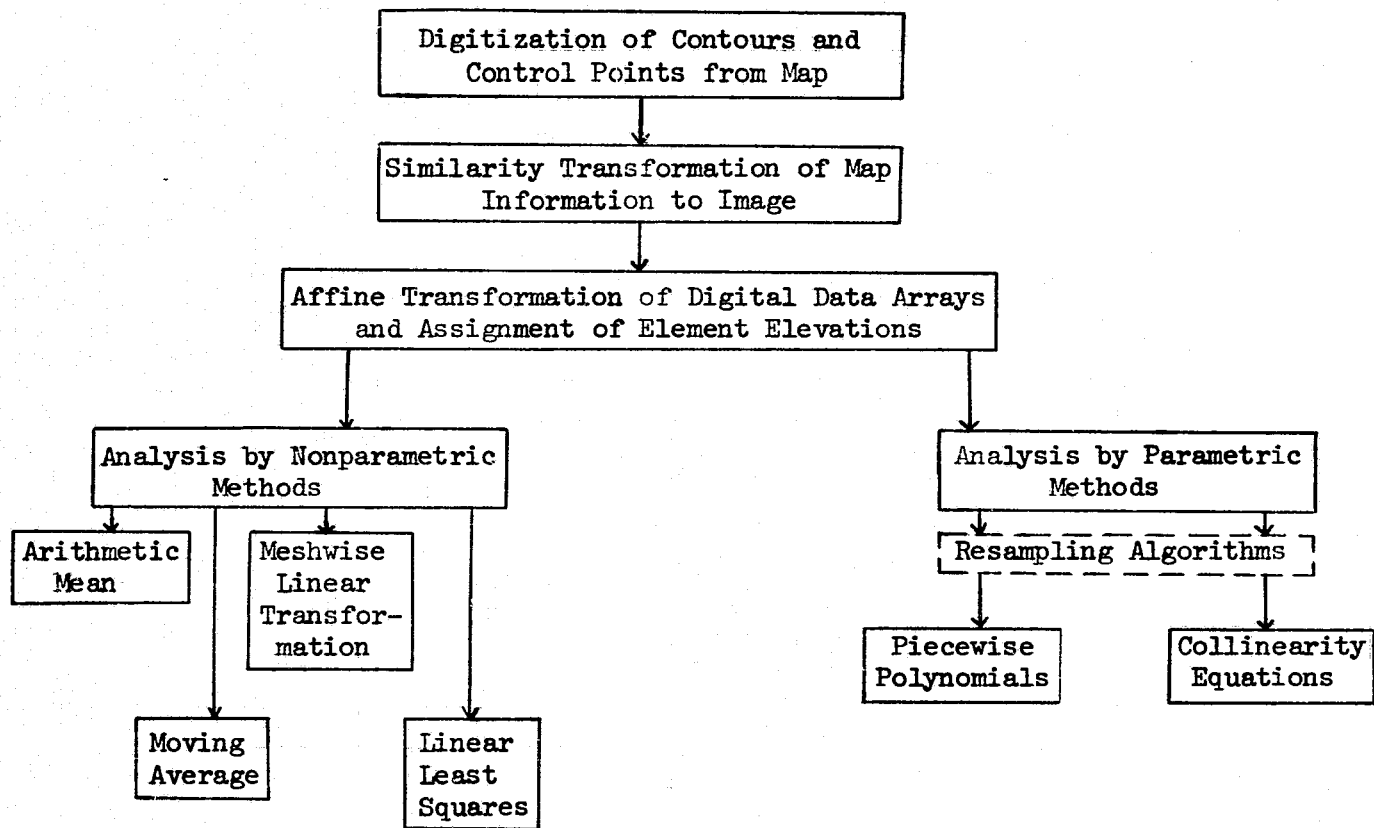 Digitization of Contours and
Control Points from Map
Similarity Transformation of Map
Information to Image
Affine Transformation of Digital Data Arrays
and Assignment of Element Elevations
Analysis by Nonparametric
Methods
Analysis by Parametric
Methods
Arithmetic
Mean
Meshwise
Linear
Transfor-
mation
Resampling Algorithms
Piecewise
Polynomials
Collinearity
Equations
Moving
Average
Linear
Least
Squares